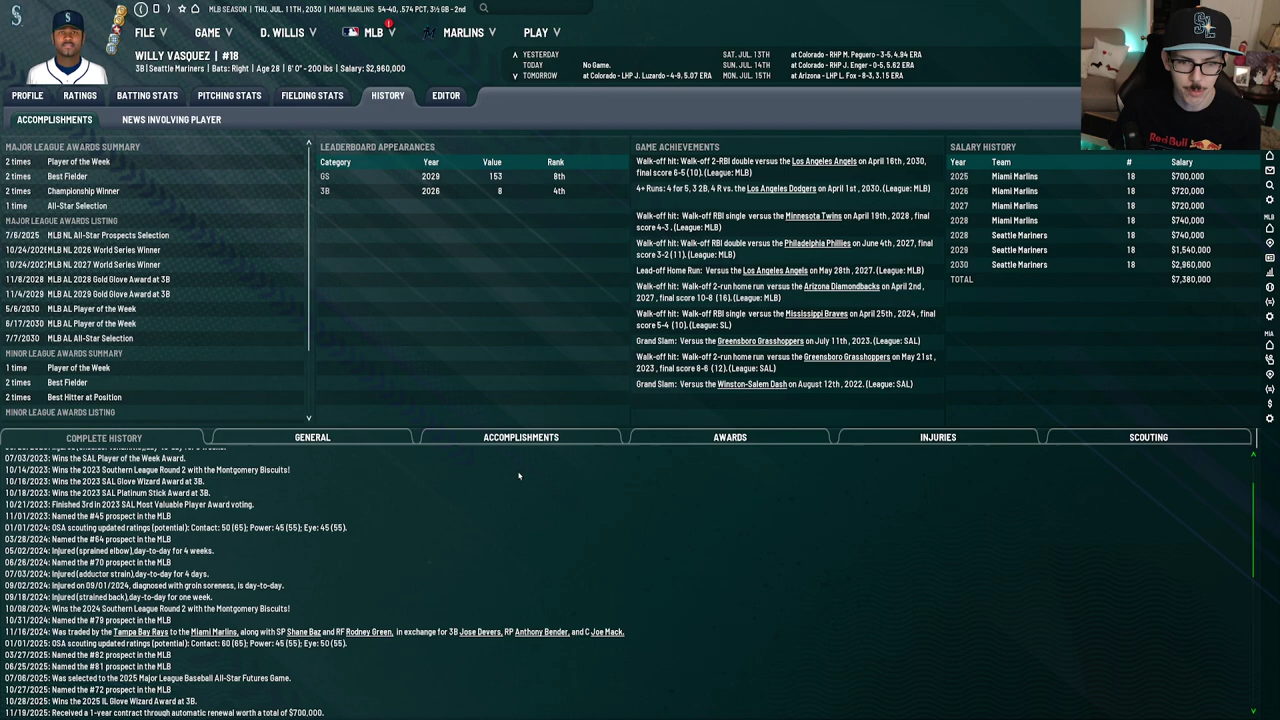 MLB SEASON | THU. JUL. 11TH, 2030 | MIAMI MARLINS 54-40, .574 PCT, 3½ GB - 2nd
FILE GAME D. WILLIS MLB MARLINS PLAY
WILLY VASQUEZ | #18
3B | Seattle Mariners | Bats: Right | Age 28 | 6' 0" - 200 lbs | Salary: $2,960,000
YESTERDAY
TODAY No Game.
TOMORROW at Colorado - LHP J. Luzardo - 4-9, 5.07 ERA
SAT. JUL. 13TH at Colorado - RHP M. Peguero - 3-5, 4.94 ERA
SUN. JUL. 14TH at Colorado - RHP J. Enger - 0-5, 5.62 ERA
MON. JUL. 15TH at Arizona - LHP L. Fox - 8-3, 3.15 ERA
PROFILE RATINGS BATTING STATS PITCHING STATS FIELDING STATS HISTORY EDITOR
ACCOMPLISHMENTS NEWS INVOLVING PLAYER
MAJOR LEAGUE AWARDS SUMMARY
2 times Player of the Week
2 times Best Fielder
2 times Championship Winner
1 time All-Star Selection
MAJOR LEAGUE AWARDS LISTING
7/6/2025 MLB NL All-Star Prospects Selection
10/24/202 MLB NL 2026 World Series Winner
10/24/202 MLB NL 2027 World Series Winner
11/8/2028 MLB AL 2028 Gold Glove Award at 3B
11/4/2029 MLB AL 2029 Gold Glove Award at 3B
5/6/2030 MLB AL Player of the Week
6/17/2030 MLB AL Player of the Week
7/7/2030 MLB AL All-Star Selection
MINOR LEAGUE AWARDS SUMMARY
1 time Player of the Week
2 times Best Fielder
2 times Best Hitter at Position
MINOR LEAGUE AWARDS LISTING
LEADERBOARD APPEARANCES
Category Year Value Rank
GS 2029 153 8th
3B 2026 8 4th
GAME ACHIEVEMENTS
Walk-off hit: Walk-off 2-RBI double versus the Los Angeles Angels on April 16th , 2030,
final score 6-5 (10). (League: MLB)
4+ Runs: 4 for 5, 3 2B, 4 R vs. the Los Angeles Dodgers on April 1st , 2030. (League: MLB)
Walk-off hit: Walk-off RBI single versus the Minnesota Twins on April 19th , 2028 , final
score 4-3 . (League: MLB)
Walk-off hit: Walk-off RBI double versus the Philadelphia Phillies on June 4th , 2027, final
score 3-2 (11). (League: MLB)
Lead-off Home Run: Versus the Los Angeles Angels on May 28th , 2027. (League: MLB)
Walk-off hit: Walk-off 2-run home run versus the Arizona Diamondbacks on April 2nd ,
2027 , final score 10-8 (16). (League: MLB)
Walk-off hit: Walk-off RBI single versus the Mississippi Braves on April 25th , 2024 , final
score 5-4 (10). (League: SL)
Grand Slam: Versus the Greensboro Grasshoppers on July 11th , 2023. (League: SAL)
Walk-off hit: Walk-off 2-run home run versus the Greensboro Grasshoppers on May 21st ,
2023 , final score 8-6 (12). (League: SAL)
Grand Slam: Versus the Winston-Salem Dash on August 12th , 2022. (League: SAL)
SALARY HISTORY
Year Team # Salary
2025 Miami Marlins 18 $700,000
2026 Miami Marlins 18 $720,000
2027 Miami Marlins 18 $720,000
2028 Miami Marlins 18 $740,000
2028 Seattle Mariners 18 $740,000
2029 Seattle Mariners 18 $1,540,000
2030 Seattle Mariners 18 $2,960,000
TOTAL $7,380,000
COMPLETE HISTORY GENERAL ACCOMPLISHMENTS AWARDS INJURIES SCOUTING
07/03/2023: Wins the SAL Player of the Week Award.
10/14/2023: Wins the 2023 Southern League Round 2 with the Montgomery Biscuits!
10/16/2023: Wins the 2023 SAL Glove Wizard Award at 3B.
10/18/2023: Wins the 2023 SAL Platinum Stick Award at 3B.
10/21/2023: Finished 3rd in 2023 SAL Most Valuable Player Award voting.
11/01/2023: Named the #45 prospect in the MLB
01/01/2024: OSA scouting updated ratings (potential): Contact: 50 (65); Power: 45 (55); Eye: 45 (55).
03/28/2024: Named the #64 prospect in the MLB
05/02/2024: Injured (sprained elbow),day-to-day for 4 weeks.
06/26/2024: Named the #70 prospect in the MLB
07/03/2024: Injured (adductor strain),day-to-day for 4 days.
09/02/2024: Injured on 09/01/2024, diagnosed with groin soreness, is day-to-day.
09/18/2024: Injured (strained back),day-to-day for one week.
10/08/2024: Wins the 2024 Southern League Round 2 with the Montgomery Biscuits!
10/31/2024: Named the #79 prospect in the MLB
11/16/2024: Was traded by the Tampa Bay Rays to the Miami Marlins, along with SP Shane Baz and RF Rodney Green, in exchange for 3B Jose Devers, RP Anthony Bender, and C Joe Mack.
01/01/2025: OSA scouting updated ratings (potential): Contact: 60 (65); Power: 45 (55); Eye: 50 (55).
03/27/2025: Named the #82 prospect in the MLB
06/25/2025: Named the #81 prospect in the MLB
07/06/2025: Was selected to the 2025 Major League Baseball All-Star Futures Game.
10/27/2025: Named the #72 prospect in the MLB
10/28/2025: Wins the 2025 IL Glove Wizard Award at 3B.
11/19/2025: Received a 1-year contract through automatic renewal worth a total of $700,000.
MLB
MIA
Red Bull